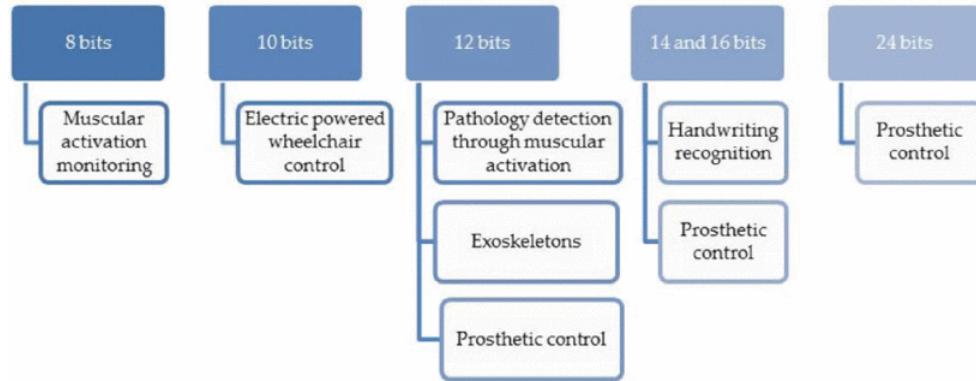 8 bits
Muscular
activation
monitoring
10 bits
Electric powered
wheelchair
control
12 bits
Pathology detection
through muscular
activation
Exoskeletons
Prosthetic control
14 and 16 bits
Handwriting
recognition
Prosthetic
control
24 bits
Prosthetic
control